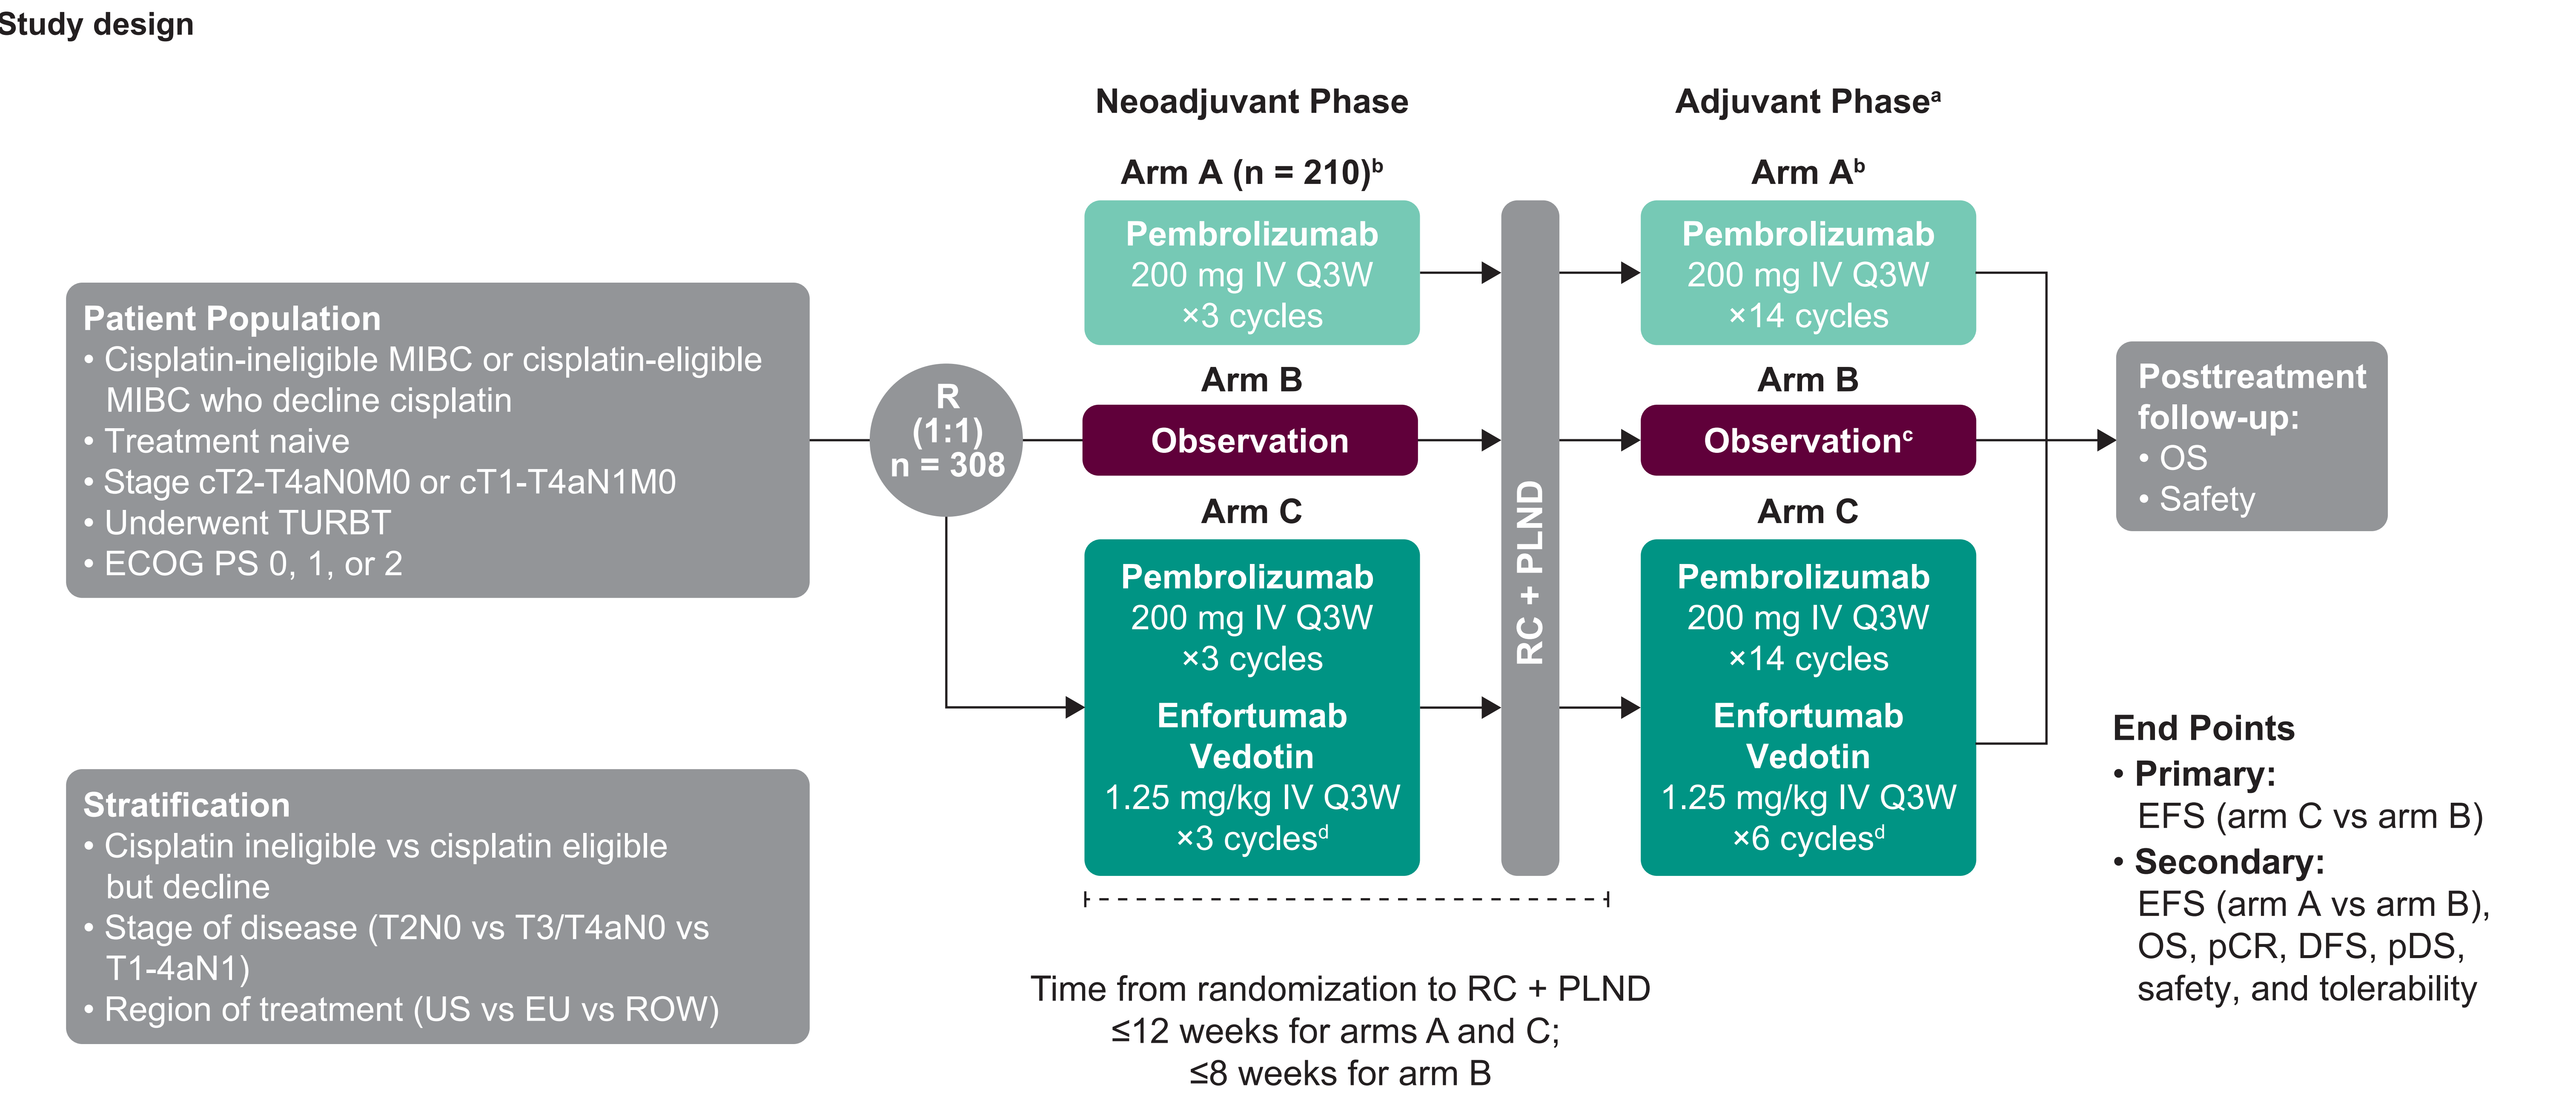 Study design
Neoadjuvant Phase
Adjuvant Phaseᵃ
Patient Population
• Cisplatin-ineligible MIBC or cisplatin-eligible
MIBC who decline cisplatin
• Treatment naive
• Stage cT2-T4aN0M0 or cT1-T4aN1M0
• Underwent TURBT
• ECOG PS 0, 1, or 2
Stratification
• Cisplatin ineligible vs cisplatin eligible
but decline
• Stage of disease (T2N0 vs T3/T4aN0 vs
T1-4aN1)
• Region of treatment (US vs EU vs ROW)
R
(1:1)
n = 308
Arm A (n = 210)ᵇ
Pembrolizumab
200 mg IV Q3W
×3 cycles
Arm B
Observation
Arm C
Pembrolizumab
200 mg IV Q3W
×3 cycles
Enfortumab
Vedotin
1.25 mg/kg IV Q3W
×3 cyclesᵈ
RC + PLND
Arm Aᵇ
Pembrolizumab
200 mg IV Q3W
×14 cycles
Arm B
Observationᶜ
Arm C
Pembrolizumab
200 mg IV Q3W
×14 cycles
Enfortumab
Vedotin
1.25 mg/kg IV Q3W
×6 cyclesᵈ
Time from randomization to RC + PLND
≤12 weeks for arms A and C;
≤8 weeks for arm B
Posttreatment
follow-up:
• OS
• Safety
End Points
• Primary:
EFS (arm C vs arm B)
• Secondary:
EFS (arm A vs arm B),
OS, pCR, DFS, pDS,
safety, and tolerability